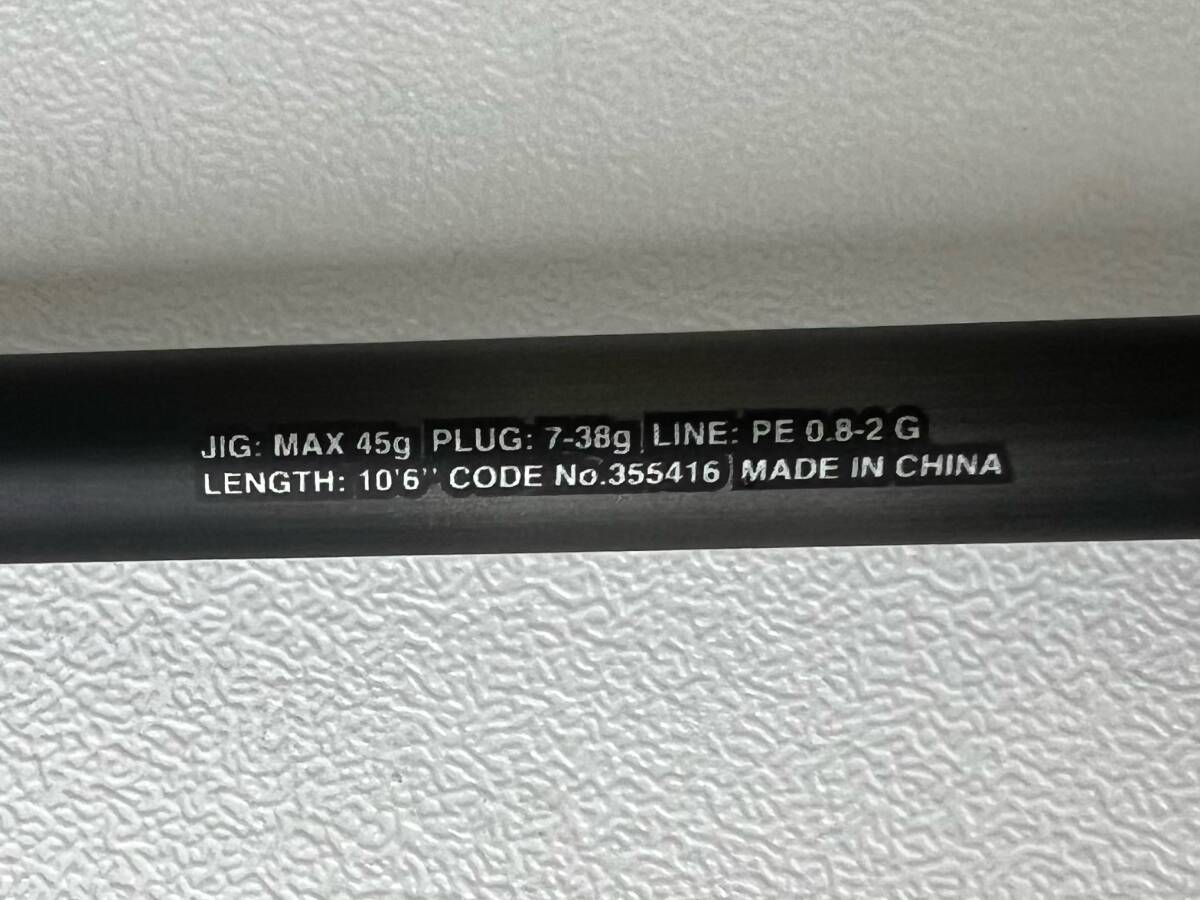 JIG: MAX 45g | PLUG: 7-38g | LINE: PE 0.8-2 G
LENGTH: 10'6" CODE No.355416 | MADE IN CHINA